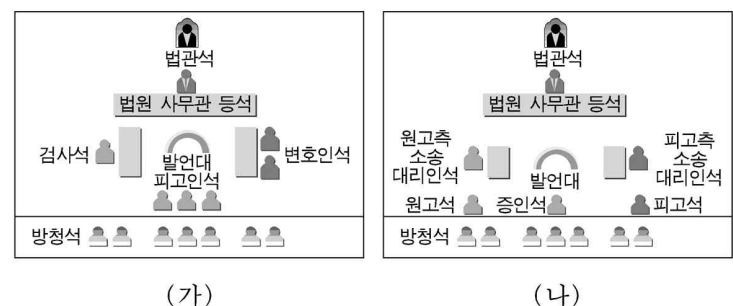 법관석
법원 사무관 등석
검사석
발언대
피고인석
변호인석
방청석
(가)
법관석
법원 사무관 등석
원고측
소송
대리인석
발언대
피고측
소송
대리인석
원고석
증인석
피고석
방청석
(나)